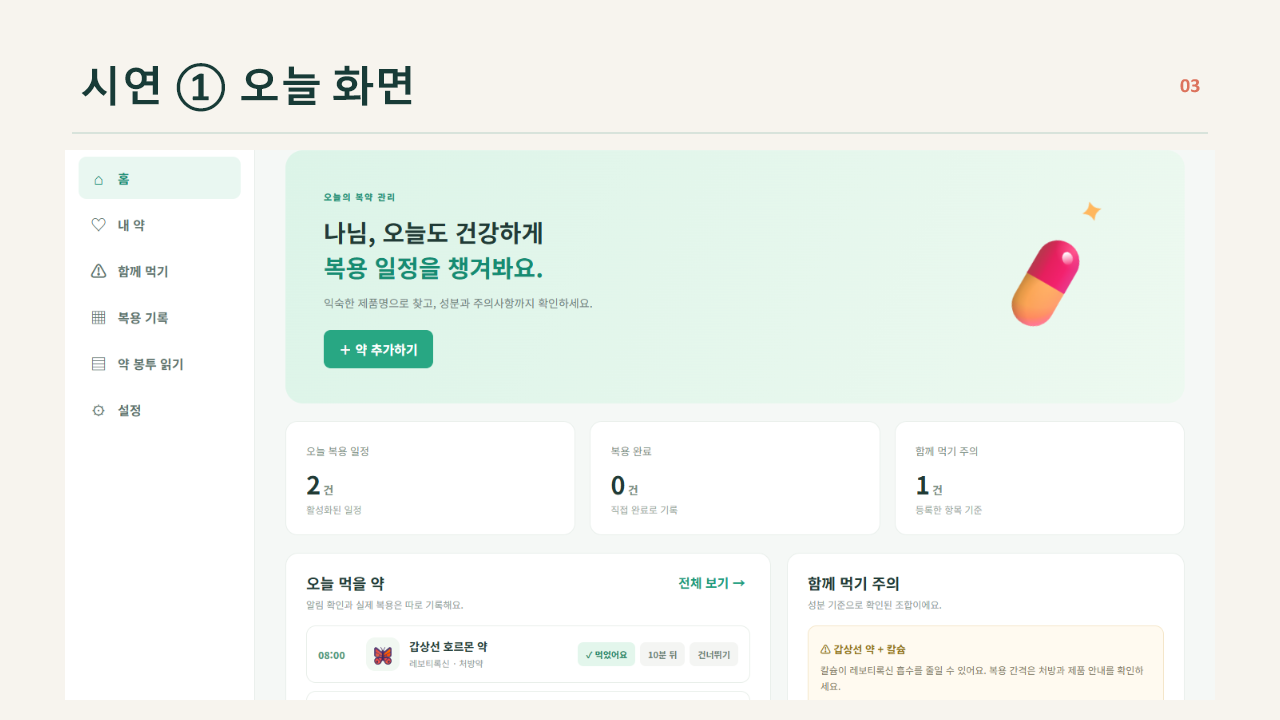 시연 ① 오늘 화면
03
홈
내 약
함께 먹기
복용 기록
약 봉투 읽기
설정
오늘의 복약 관리
나님, 오늘도 건강하게
복용 일정을 챙겨봐요.
익숙한 제품명으로 찾고, 성분과 주의사항까지 확인하세요.
+ 약 추가하기
오늘 복용 일정
2 건
활성화된 일정
복용 완료
0 건
직접 완료로 기록
함께 먹기 주의
1 건
등록한 항목 기준
오늘 먹을 약
전체 보기 →
알림 확인과 실제 복용은 따로 기록해요.
08:00
갑상선 호르몬 약
레보티록신 · 처방약
✓ 먹었어요
10분 뒤
건너뛰기
함께 먹기 주의
성분 기준으로 확인된 조합이에요.
⚠ 갑상선 약 + 칼슘
칼슘이 레보티록신 흡수를 줄일 수 있어요. 복용 간격은 처방과 제품 안내를 확인하
세요.